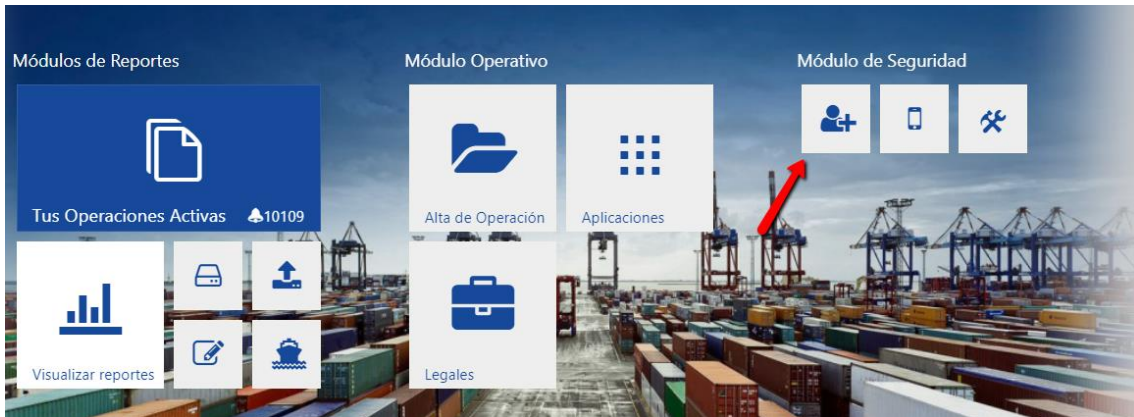 Módulos de Reportes
Tus Operaciones Activas 10109
Visualizar reportes
Módulo Operativo
Alta de Operación
Aplicaciones
Legales
Módulo de Seguridad